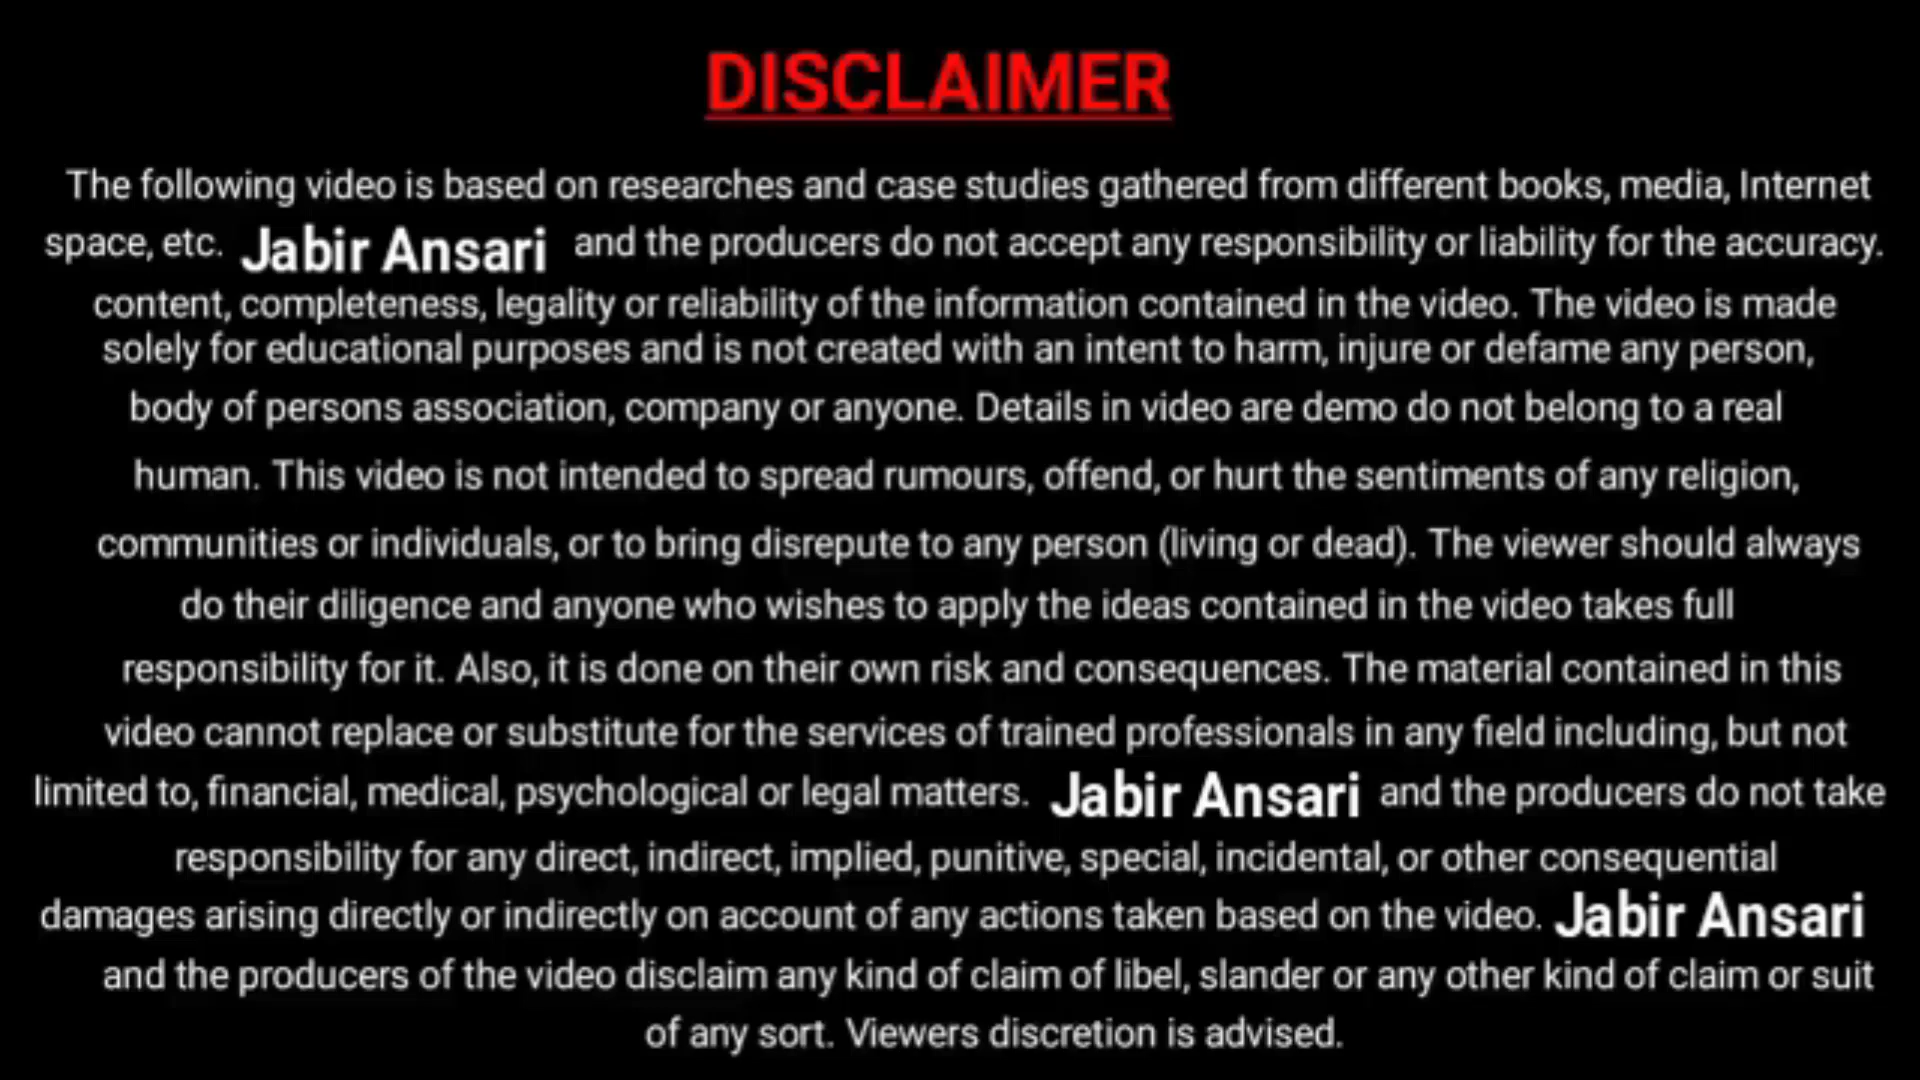 DISCLAIMER
The following video is based on researches and case studies gathered from different books, media, Internet
space, etc. Jabir Ansari and the producers do not accept any responsibility or liability for the accuracy.
content, completeness, legality or reliability of the information contained in the video. The video is made
solely for educational purposes and is not created with an intent to harm, injure or defame any person,
body of persons association, company or anyone. Details in video are demo do not belong to a real
human. This video is not intended to spread rumours, offend, or hurt the sentiments of any religion,
communities or individuals, or to bring disrepute to any person (living or dead). The viewer should always
do their diligence and anyone who wishes to apply the ideas contained in the video takes full
responsibility for it. Also, it is done on their own risk and consequences. The material contained in this
video cannot replace or substitute for the services of trained professionals in any field including, but not
limited to, financial, medical, psychological or legal matters. Jabir Ansari and the producers do not take
responsibility for any direct, indirect, implied, punitive, special, incidental, or other consequential
damages arising directly or indirectly on account of any actions taken based on the video. Jabir Ansari
and the producers of the video disclaim any kind of claim of libel, slander or any other kind of claim or suit
of any sort. Viewers discretion is advised.